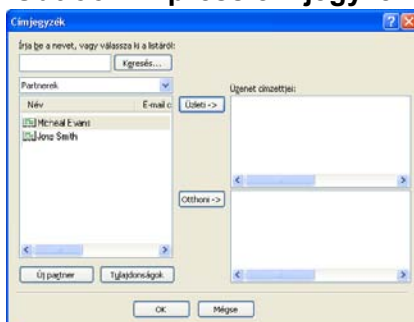 Címjegyzék
Írja be a nevet, vagy válassza ki a listáról:
Keresés...
Partnerek
Üzenet címzettjei:
Név E-mail c
Üzleti ->
Micheal Evans
Smith
Otthoni ->
Új partner Tulajdonságok
OK Mégse